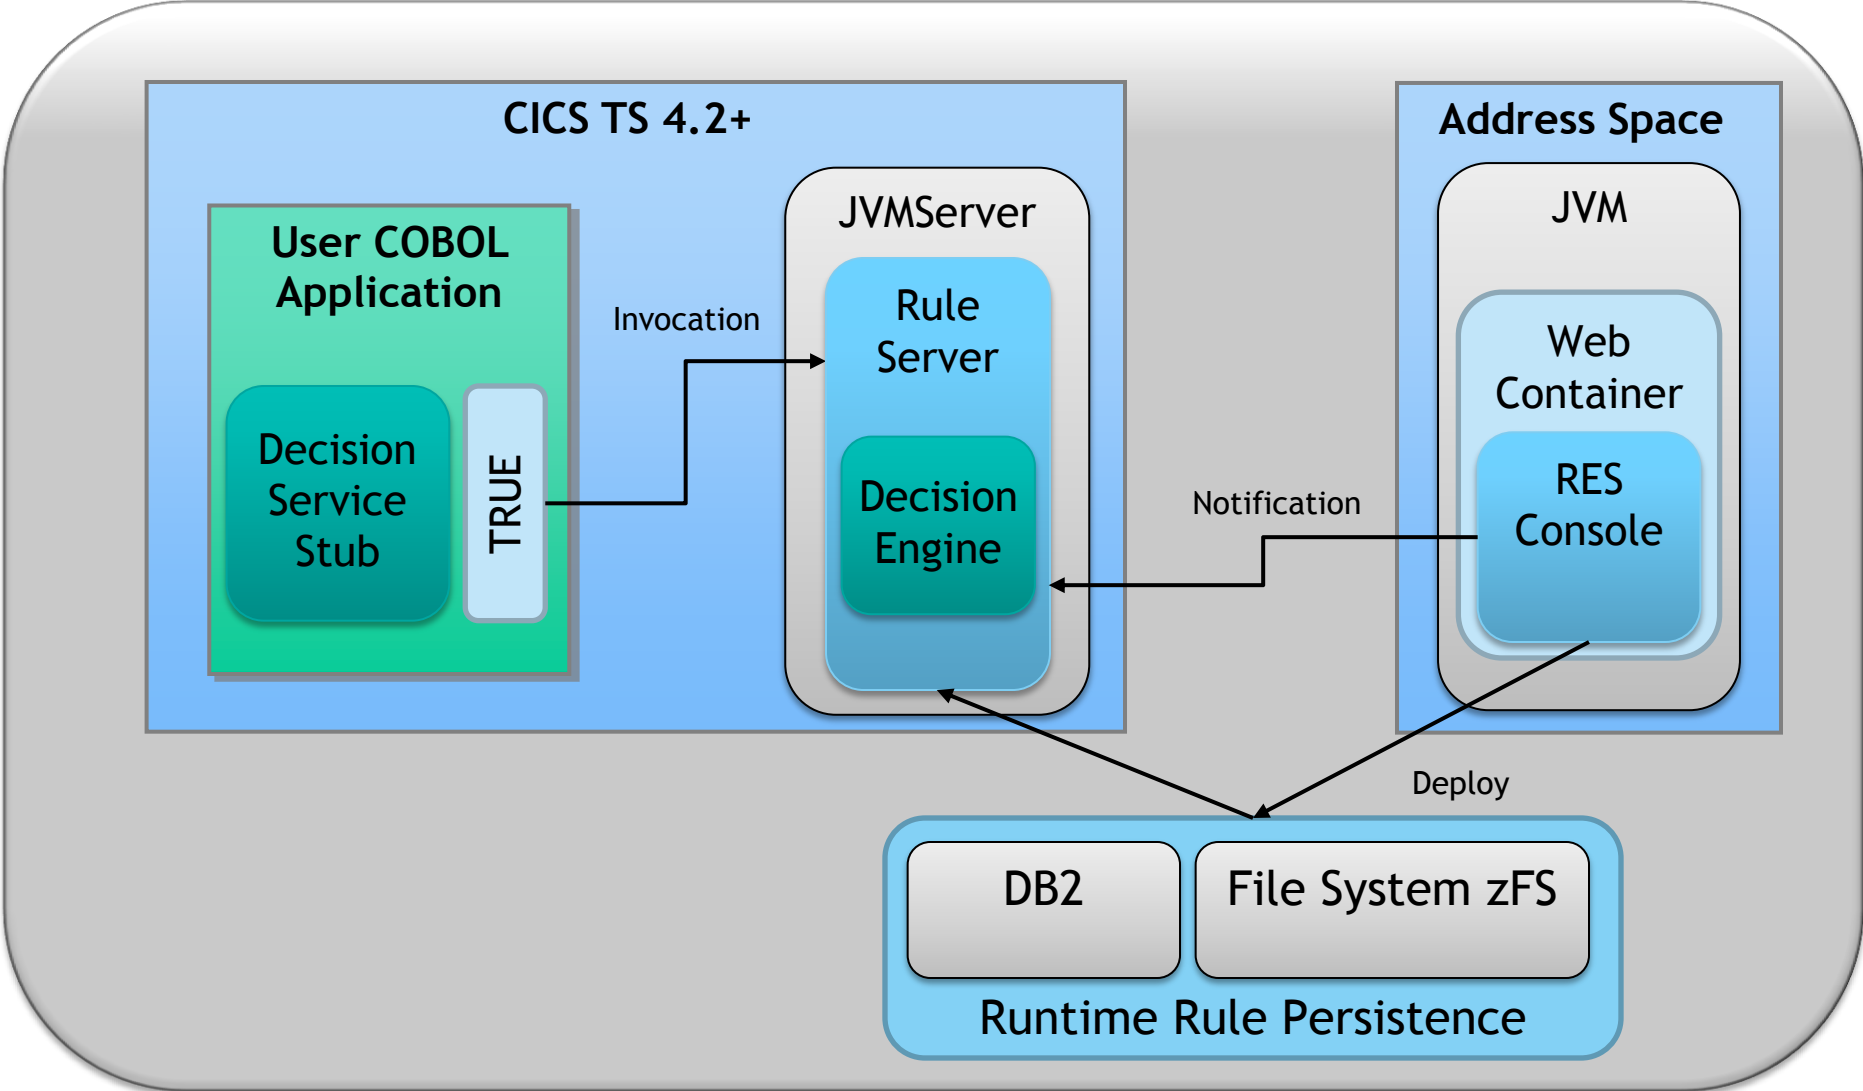 CICS TS 4.2+
User COBOL
Application
Decision
Service
Stub
TRUE
Invocation
JVMServer
Rule
Server
Decision
Engine
Notification
Address Space
JVM
Web
Container
RES
Console
Deploy
DB2
File System zFS
Runtime Rule Persistence